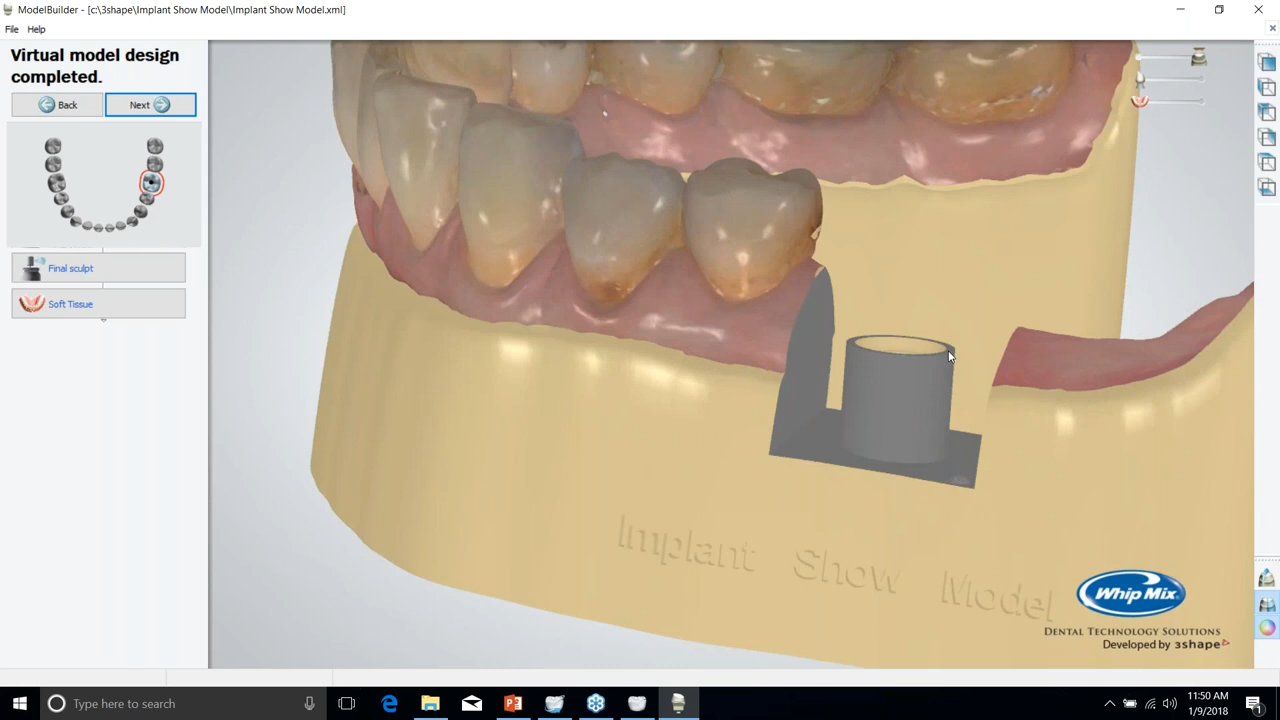 ModelBuilder - [c:\3shape\Implant Show Model\Implant Show Model.xml]
File Help
Virtual model design
completed.
Back
Next
Final sculpt
Soft Tissue
Implant Show Model
Whip Mix
DENTAL TECHNOLOGY SOLUTIONS
Developed by 3shape
Type here to search
11:50 AM
1/9/2018
1